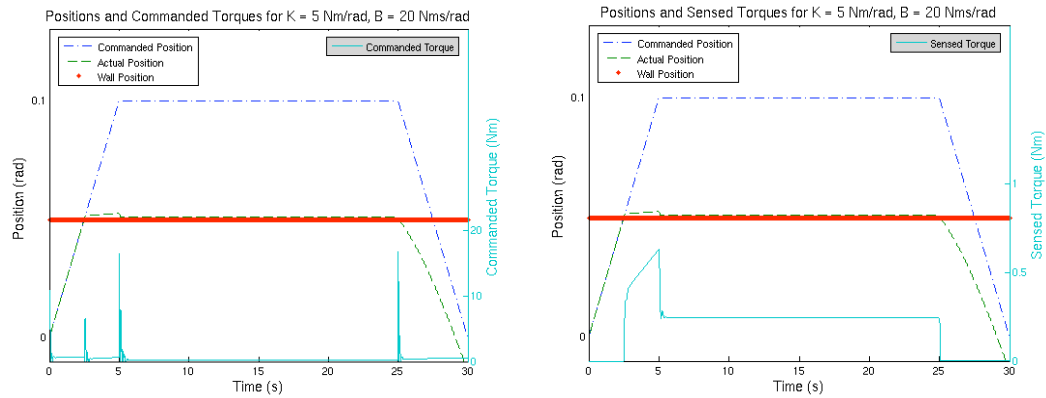 Positions and Commanded Torques for K = 5 Nm/rad, B = 20 Nms/rad
Commanded Position
Actual Position
Wall Position
Commanded Torque
0.1
0
Position (rad)
20
10
0
Commanded Torque (Nm)
0 5 10 15 20 25 30
Time (s)
Positions and Sensed Torques for K = 5 Nm/rad, B = 20 Nms/rad
Commanded Position
Actual Position
Wall Position
Sensed Torque
0.1
0
Position (rad)
1
0.5
0
Sensed Torque (Nm)
0 5 10 15 20 25 30
Time (s)